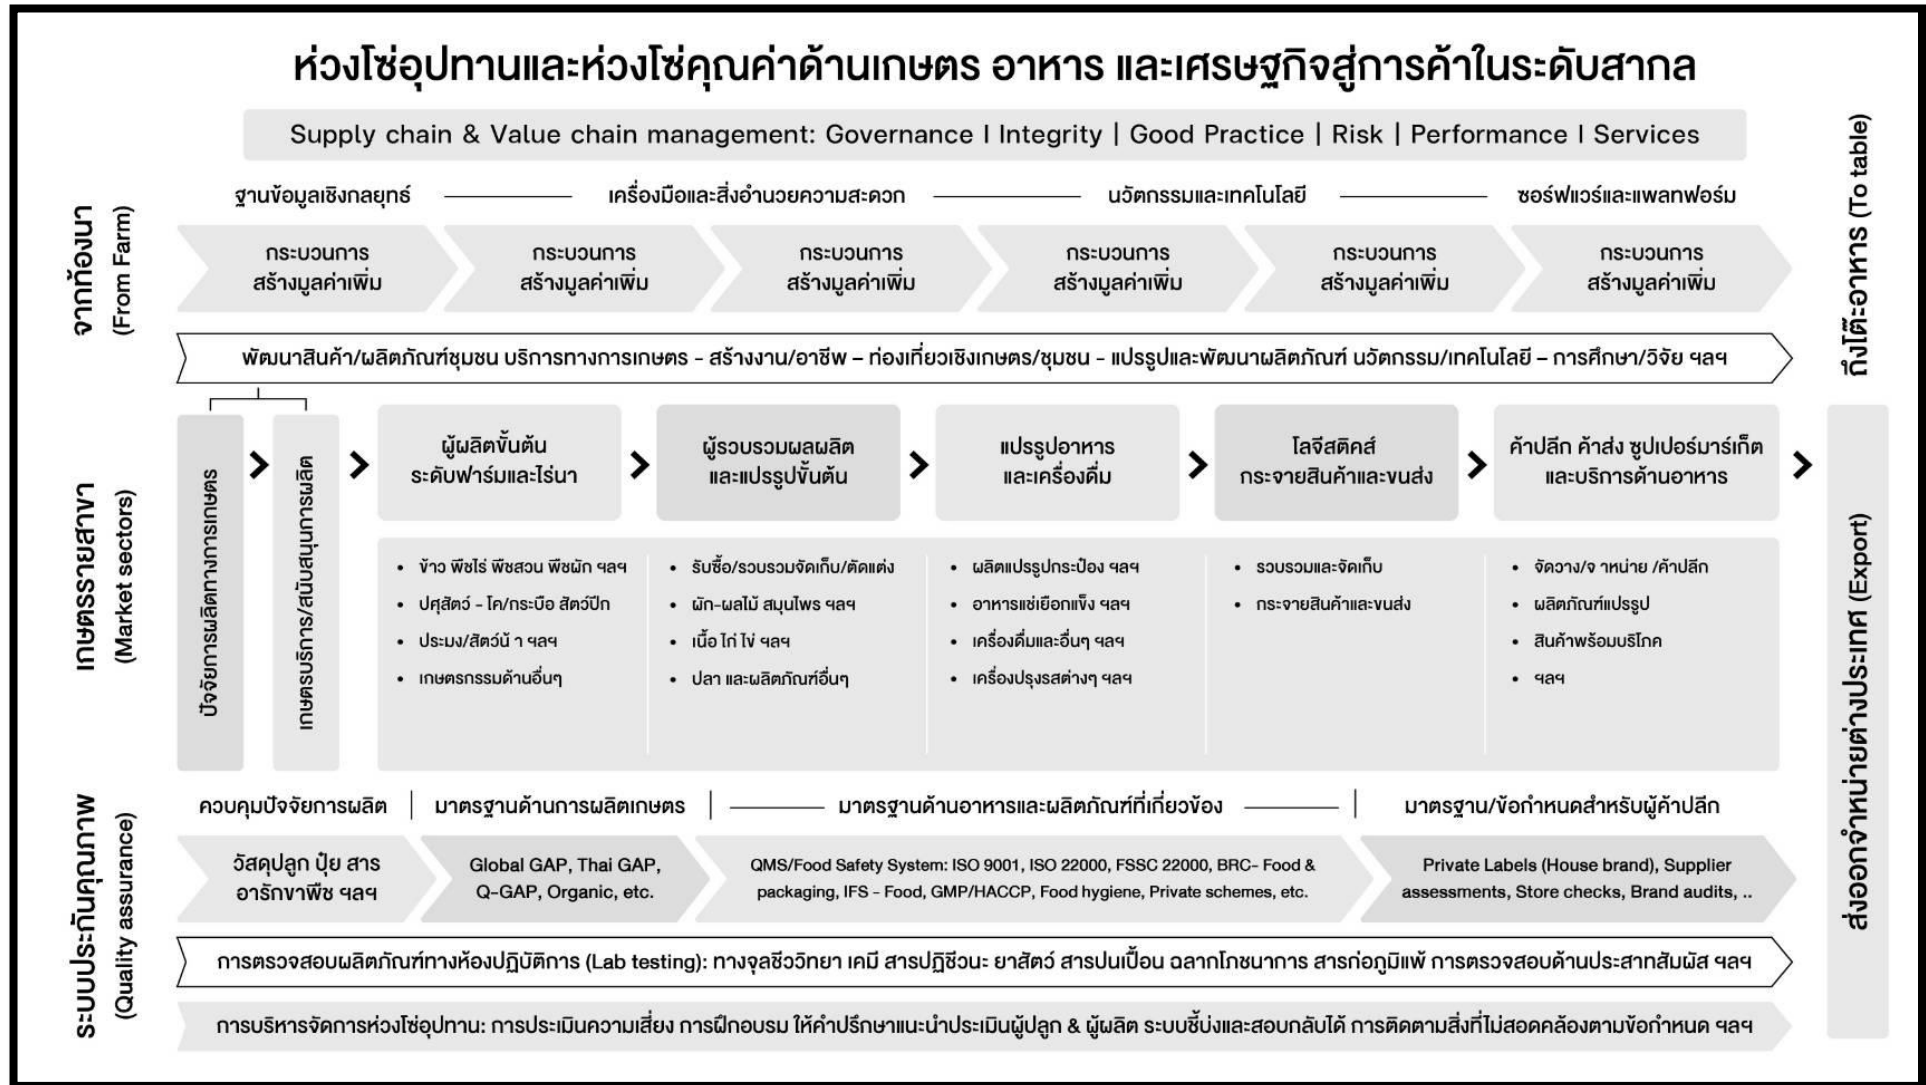 ห่วงโซ่อุปทานและห่วงโซ่คุณค่าด้านเกษตร อาหาร และเศรษฐกิจสู่การค้าในระดับสากล
Supply chain & Value chain management: Governance I Integrity | Good Practice | Risk | Performance I Services
จากท้องนา
(From Farm)
ถึงโต๊ะอาหาร (To table)
ฐานข้อมูลเชิงกลยุทธ์
เครื่องมือและสิ่งอำนวยความสะดวก
นวัตกรรมและเทคโนโลยี
ซอร์ฟแวร์และแพลทฟอร์ม
กระบวนการ
สร้างมูลค่าเพิ่ม
กระบวนการ
สร้างมูลค่าเพิ่ม
กระบวนการ
สร้างมูลค่าเพิ่ม
กระบวนการ
สร้างมูลค่าเพิ่ม
กระบวนการ
สร้างมูลค่าเพิ่ม
กระบวนการ
สร้างมูลค่าเพิ่ม
พัฒนาสินค้า/ผลิตภัณฑ์ชุมชน บริการทางการเกษตร - สร้างงาน/อาชีพ – ท่องเที่ยวเชิงเกษตร/ชุมชน - แปรรูปและพัฒนาผลิตภัณฑ์ นวัตกรรม/เทคโนโลยี – การศึกษา/วิจัย ฯลฯ
เกษตรรายสาขา
(Market sectors)
ปัจจัยการผลิตทางการเกษตร
เกษตรบริการ/สนับสนุนการผลิต
ผู้ผลิตขั้นต้น
ระดับฟาร์มและไร่นา
• ข้าว พืชไร่ พืชสวน พืชผัก ฯลฯ
• ปศุสัตว์ - โค/กระบือ สัตว์ปีก
• ประมง/สัตว์น้ า ฯลฯ
• เกษตรกรรมด้านอื่นๆ
ผู้รวบรวมผลผลิต
และแปรรูปขั้นต้น
• รับซื้อ/รวบรวมจัดเก็บ/ตัดแต่ง
• ผัก-ผลไม้ สมุนไพร ฯลฯ
• เนื้อ ไก่ ไข่ ฯลฯ
• ปลา และผลิตภัณฑ์อื่นๆ
แปรรูปอาหาร
และเครื่องดื่ม
• ผลิตแปรรูปกระป๋อง ฯลฯ
• อาหารแช่เยือกแข็ง ฯลฯ
• เครื่องดื่มและอื่นๆ ฯลฯ
• เครื่องปรุงรสต่างๆ ฯลฯ
โลจีสติคส์
กระจายสินค้าและขนส่ง
• รวบรวมและจัดเก็บ
• กระจายสินค้าและขนส่ง
ค้าปลีก ค้าส่ง ซูปเปอร์มาร์เก็ต
และบริการด้านอาหาร
• จัดวาง/จ าหน่าย /ค้าปลีก
• ผลิตภัณฑ์แปรรูป
• สินค้าพร้อมบริโภค
• ฯลฯ
ส่งออกจำหน่ายต่างประเทศ (Export)
ระบบประกันคุณภาพ
(Quality assurance)
ควบคุมปัจจัยการผลิต | มาตรฐานด้านการผลิตเกษตร | มาตรฐานด้านอาหารและผลิตภัณฑ์ที่เกี่ยวข้อง | มาตรฐาน/ข้อกำหนดสำหรับผู้ค้าปลีก
วัสดุปลูก ปุ๋ย สาร
อารักขาพืช ฯลฯ
Global GAP, Thai GAP,
Q-GAP, Organic, etc.
QMS/Food Safety System: ISO 9001, ISO 22000, FSSC 22000, BRC- Food &
packaging, IFS - Food, GMP/HACCP, Food hygiene, Private schemes, etc.
Private Labels (House brand), Supplier
assessments, Store checks, Brand audits, ..
การตรวจสอบผลิตภัณฑ์ทางห้องปฏิบัติการ (Lab testing): ทางจุลชีววิทยา เคมี สารปฏิชีวนะ ยาสัตว์ สารปนเปื้อน ฉลากโภชนาการ สารก่อภูมิแพ้ การตรวจสอบด้านประสาทสัมผัส ฯลฯ
การบริหารจัดการห่วงโซ่อุปทาน: การประเมินความเสี่ยง การฝึกอบรม ให้คำปรึกษาแนะนำประเมินผู้ปลูก & ผู้ผลิต ระบบชี้บ่งและสอบกลับได้ การติดตามสิ่งที่ไม่สอดคล้องตามข้อกำหนด ฯลฯ